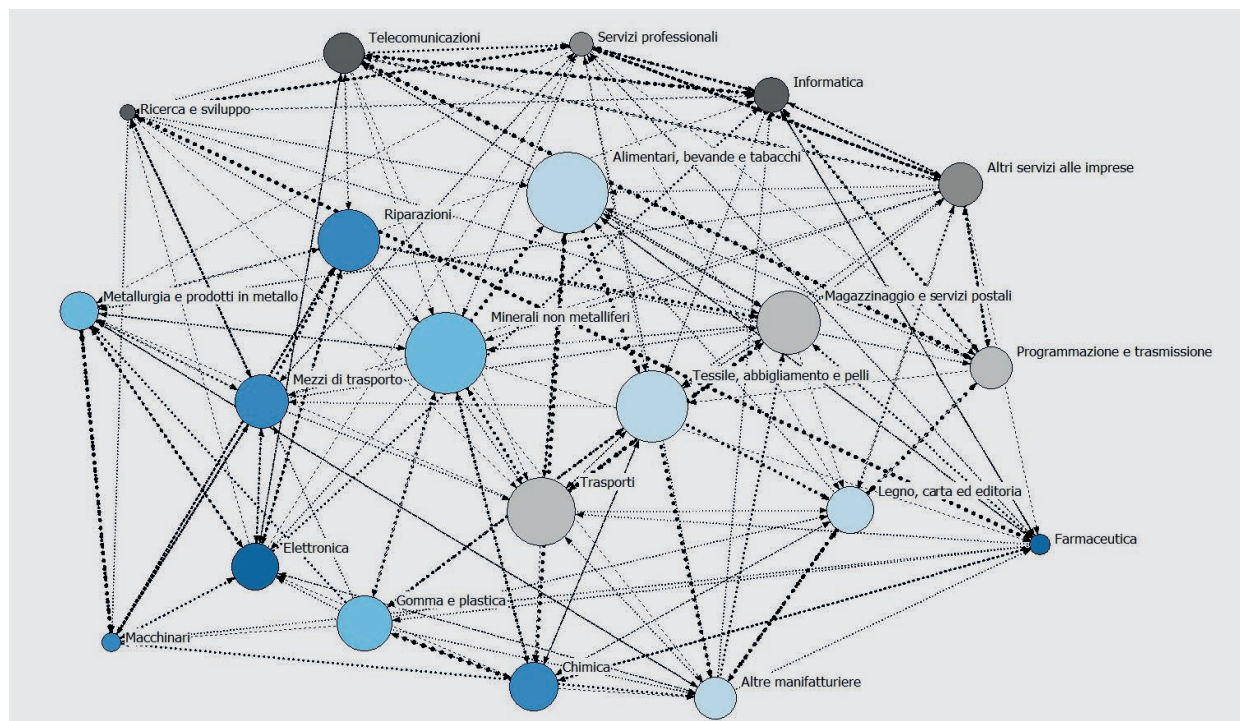 Telecomunicazioni
Servizi professionali
Informatica
Ricerca e sviluppo
Alimentari, bevande e tabacchi
Altri servizi alle imprese
Riparazioni
Metallurgia e prodotti in metallo
Magazzinaggio e servizi postali
Minerali non metalliferi
Programmazione e trasmissione
Mezzi di trasporto
Tessile, abbigliamento e pelli
Trasporti
Legno, carta ed editoria
Elettronica
Farmaceutica
Gomma e plastica
Macchinari
Chimica
Altre manifatturiere